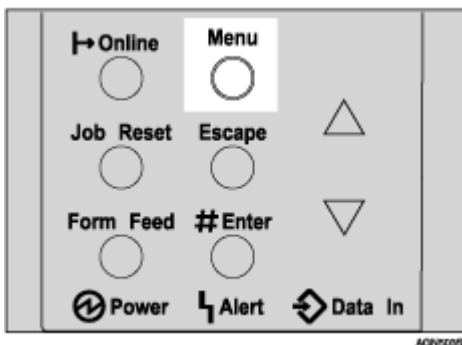 Online Menu
Job Reset Escape
Form Feed # Enter
Power Alert Data In